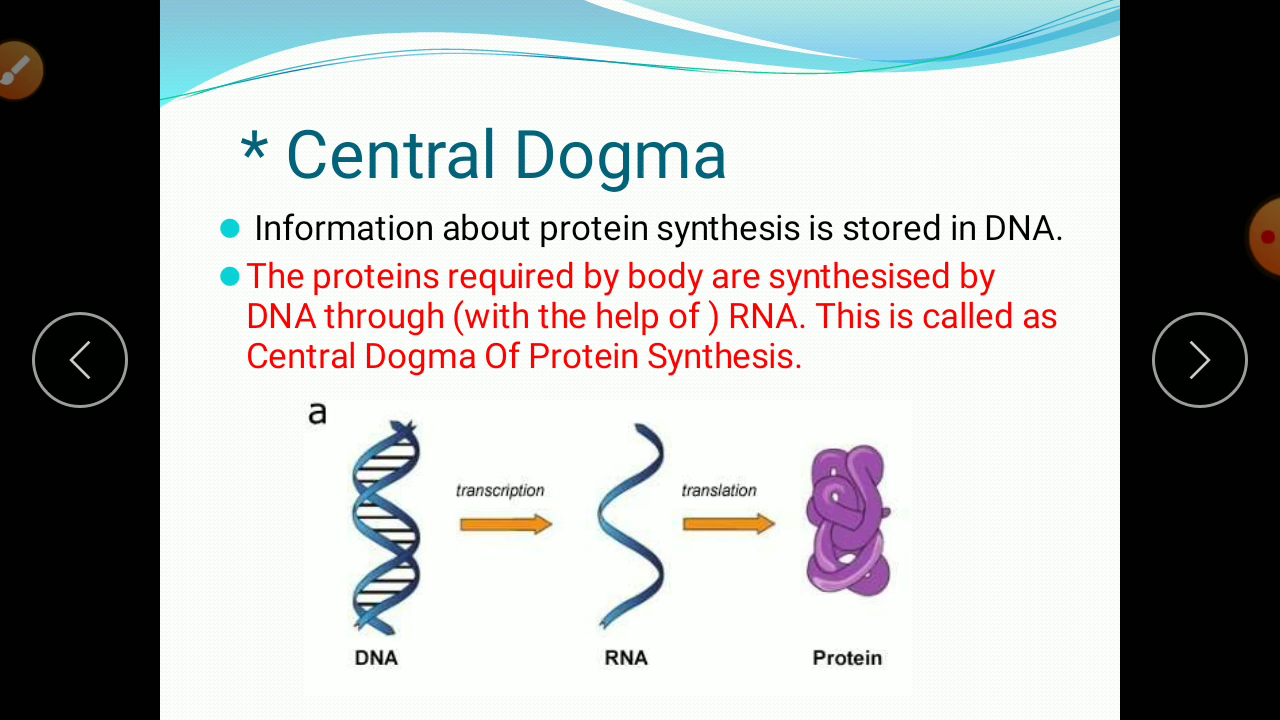 * Central Dogma
Information about protein synthesis is stored in DNA.
The proteins required by body are synthesised by
DNA through (with the help of ) RNA. This is called as
Central Dogma Of Protein Synthesis.
a
transcription
translation
DNA
RNA
Protein